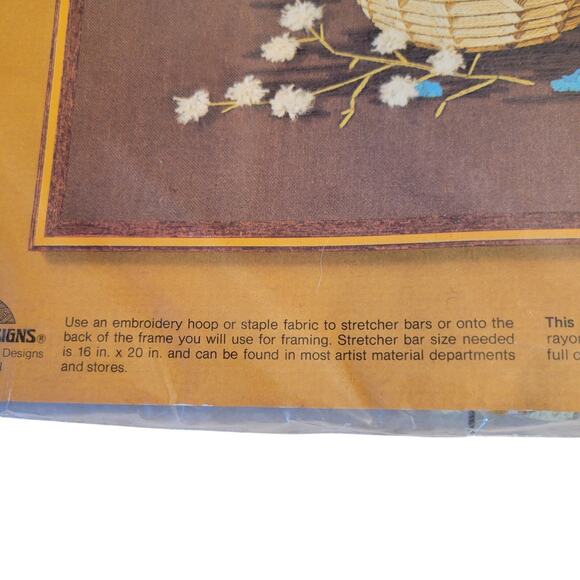 SIGNS®
Designs
Use an embroidery hoop or staple fabric to stretcher bars or onto the
back of the frame you will use for framing. Stretcher bar size needed
is 16 in. x 20 in. and can be found in most artist material departments
and stores.
This
rayon
full c